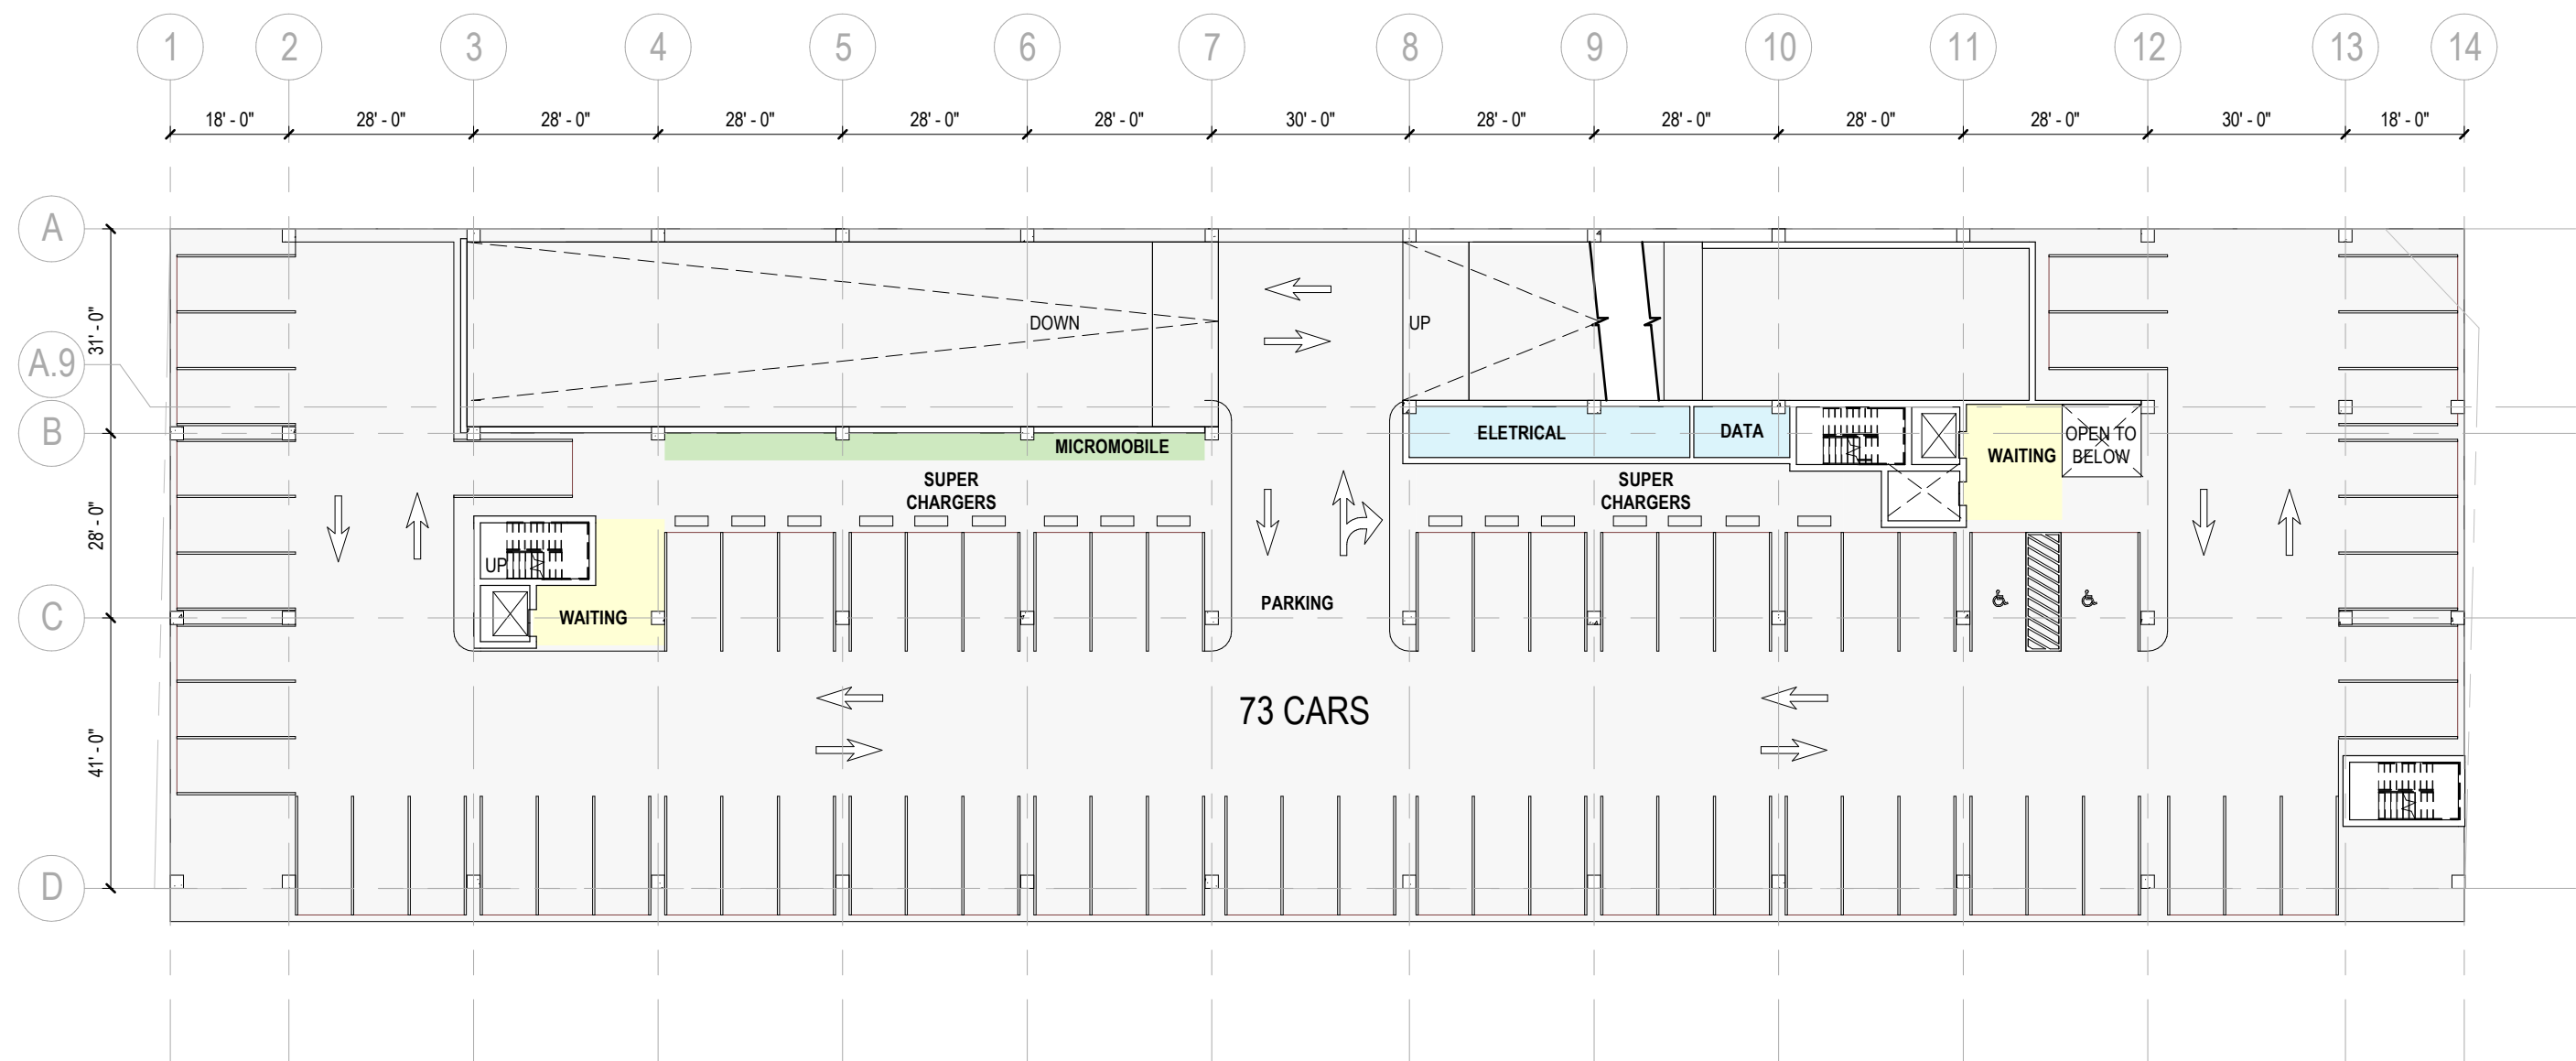 1 2 3 4 5 6 7 8 9 10 11 12 13 14
18' - 0" 28' - 0" 28' - 0" 28' - 0" 28' - 0" 28' - 0" 30' - 0" 28' - 0" 28' - 0" 28' - 0" 28' - 0" 30' - 0" 18' - 0"
A
31' - 0"
DOWN
UP
A.9
B
MICROMOBILE
ELETRICAL
DATA
WAITING
OPEN TO
BELOW
SUPER
CHARGERS
SUPER
CHARGERS
28' - 0"
UP
C
WAITING
PARKING
73 CARS
41' - 0"
D